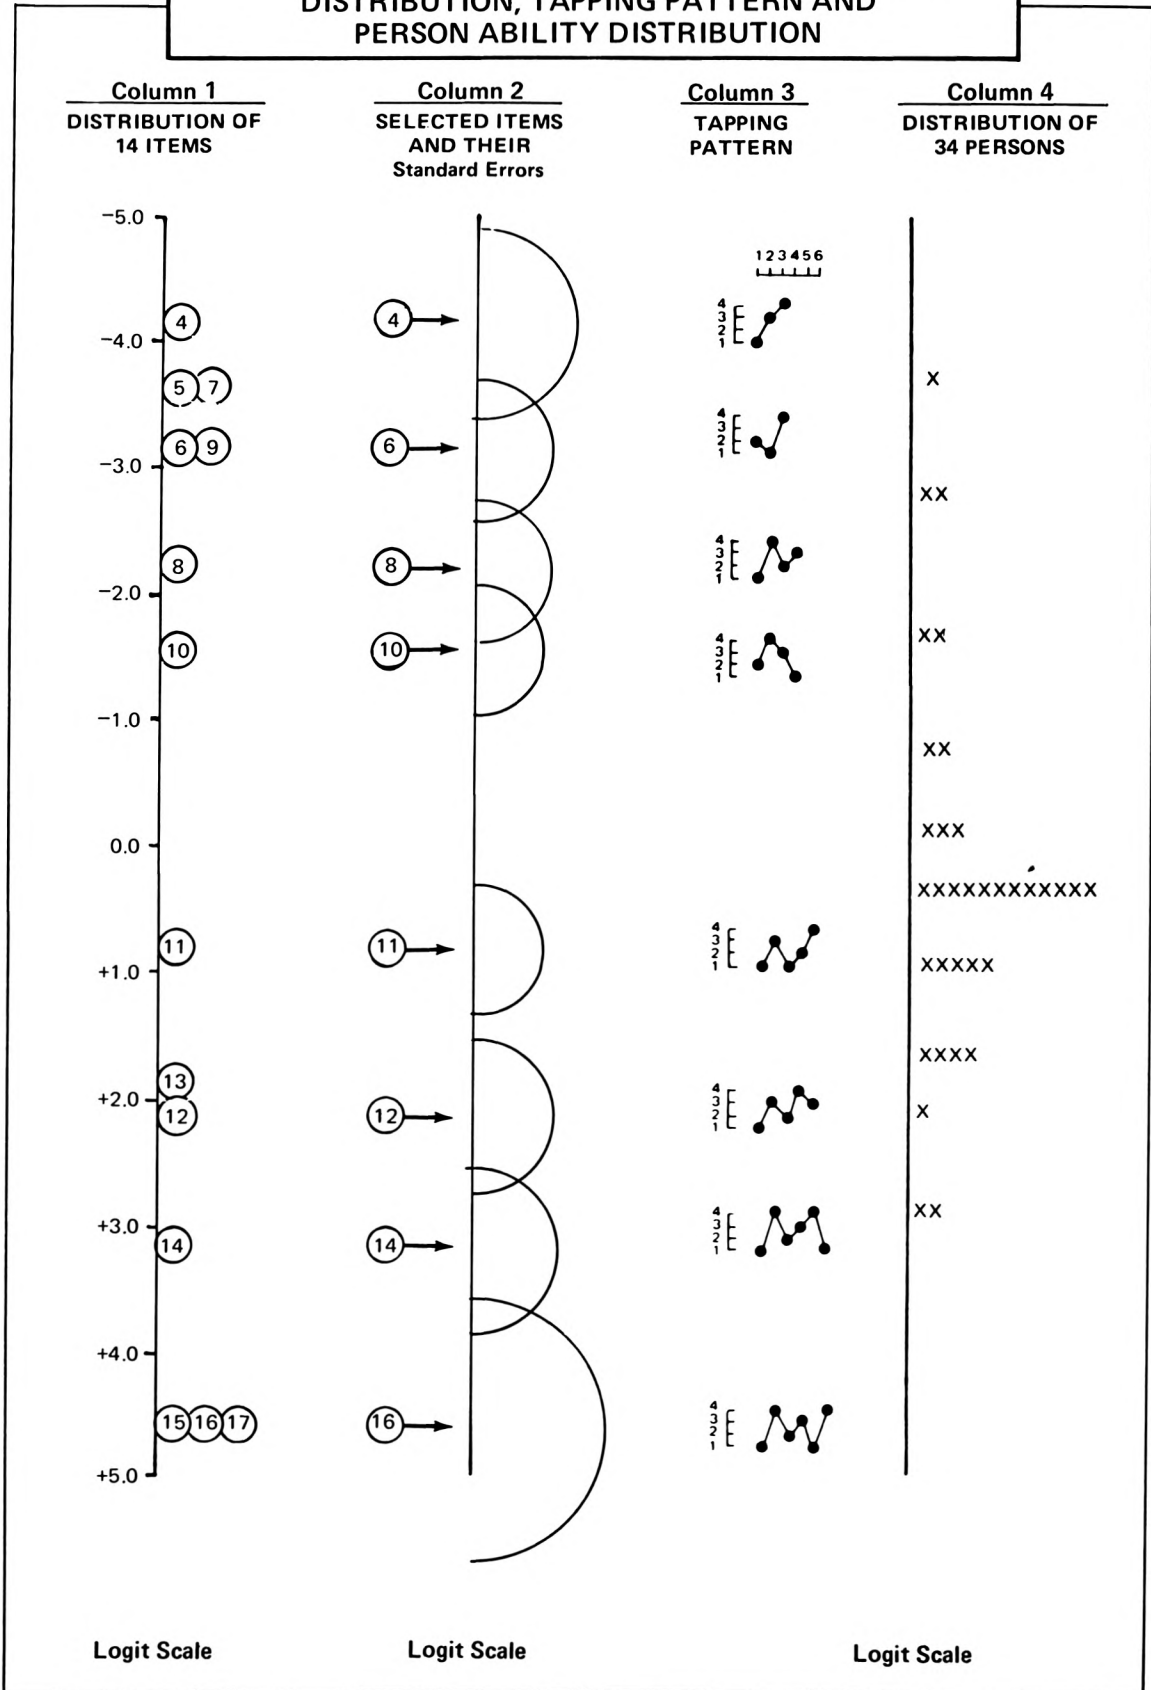 DISTRIBUTION, TAPPING PATTERN AND
PERSON ABILITY DISTRIBUTION
Column 1
DISTRIBUTION OF
14 ITEMS
Column 2
SELECTED ITEMS
AND THEIR
Standard Errors
Column 3
TAPPING
PATTERN
Column 4
DISTRIBUTION OF
34 PERSONS
−5.0
1 2 3 4 5 6
4
4
4
3
2
1
−4.0
5 7
X
6 9
6
4
3
2
1
−3.0
XX
8
8
4
3
2
1
−2.0
10
10
4
3
2
1
XX
−1.0
XX
0.0
XXX
XXXXXXXXXXXX
11
11
4
3
2
1
+1.0
XXXXX
XXXX
13
+2.0
12
12
4
3
2
1
X
+3.0
XX
14
14
4
3
2
1
+4.0
15 16 17
16
4
3
2
1
+5.0
Logit Scale
Logit Scale
Logit Scale